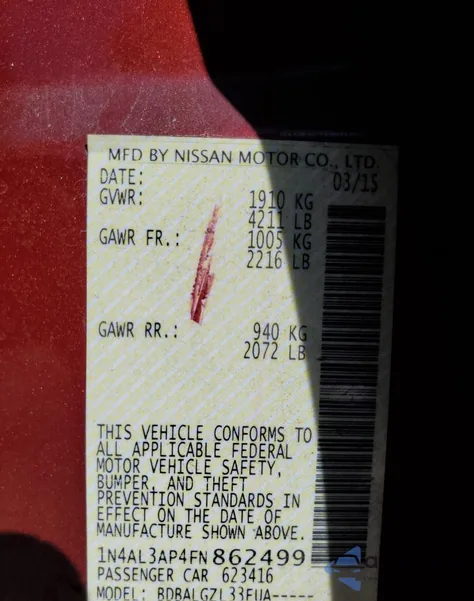 MFD BY NISSAN MOTOR CO., LTD.
DATE: 03/15
GVWR: 1910 KG
4211 LB
GAWR FR.: 1005 KG
2216 LB
GAWR RR.: 940 KG
2072 LB
THIS VEHICLE CONFORMS TO
ALL APPLICABLE FEDERAL
MOTOR VEHICLE SAFETY,
BUMPER, AND THEFT
PREVENTION STANDARDS IN
EFFECT ON THE DATE OF
MANUFACTURE SHOWN ABOVE.
1N4AL3AP4FN862499
PASSENGER CAR 623416
MODEL: BDBALGZL33EUA-----